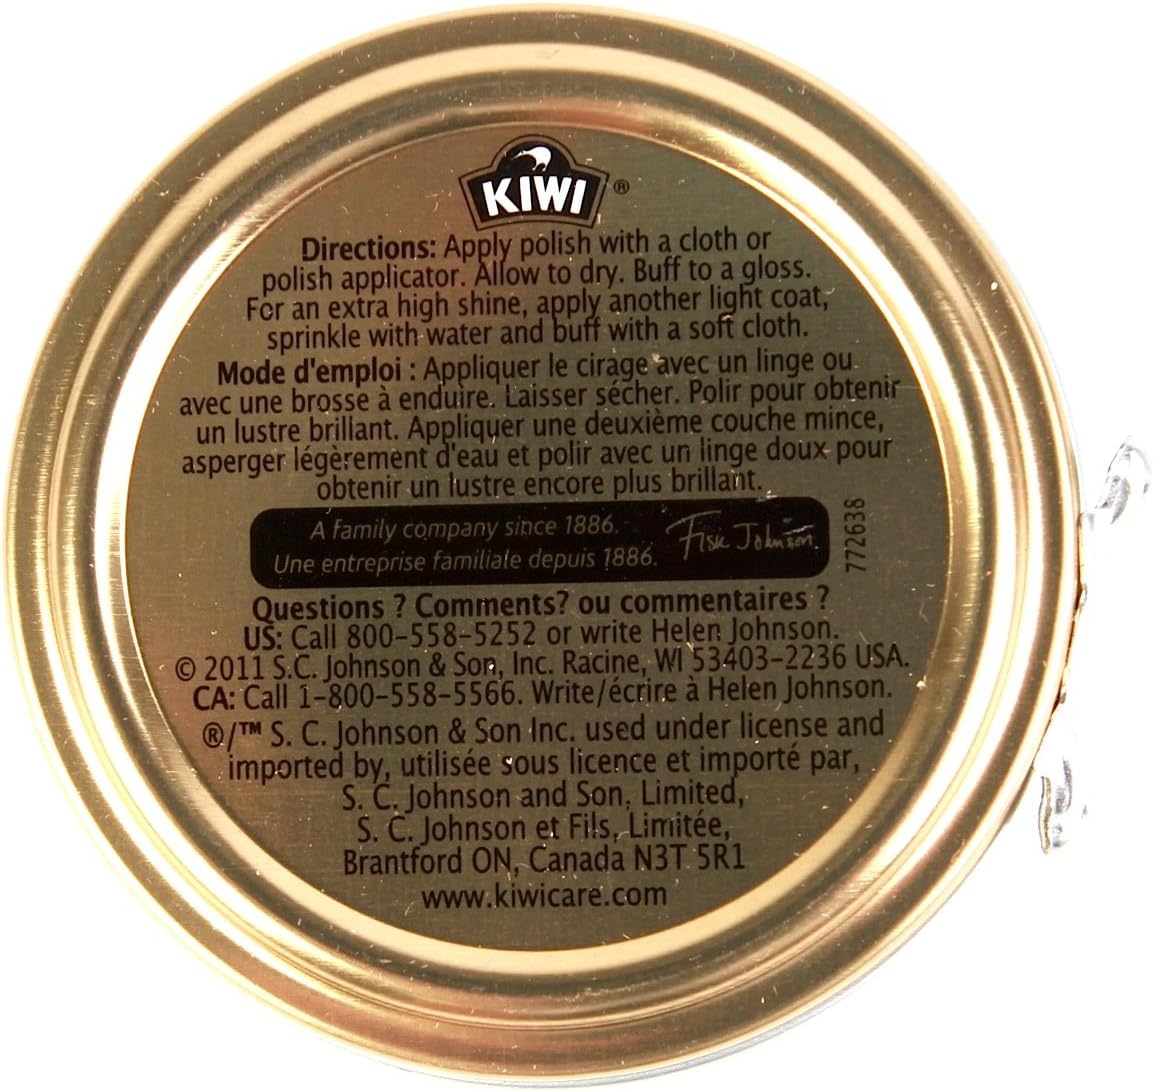 KIWI®
Directions: Apply polish with a cloth or
polish applicator. Allow to dry. Buff to a gloss.
For an extra high shine, apply another light coat,
sprinkle with water and buff with a soft cloth.
Mode d'emploi : Appliquer le cirage avec un linge ou
avec une brosse à enduire. Laisser sécher. Polir pour obtenir
un lustre brillant. Appliquer une deuxième couche mince,
asperger légèrement d'eau et polir avec un linge doux pour
obtenir un lustre encore plus brillant.
A family company since 1886.
Une entreprise familiale depuis 1886.
Fisk Johnson
772638
Questions ? Comments? ou commentaires ?
US: Call 800-558-5252 or write Helen Johnson.
© 2011 S.C. Johnson & Son, Inc. Racine, WI 53403-2236 USA.
CA: Call 1-800-558-5566. Write/écrire à Helen Johnson.
®/™ S. C. Johnson & Son Inc. used under license and
imported by, utilisée sous licence et importé par,
S. C. Johnson and Son, Limited,
S. C. Johnson et Fils, Limitée,
Brantford ON, Canada N3T 5R1
www.kiwicare.com